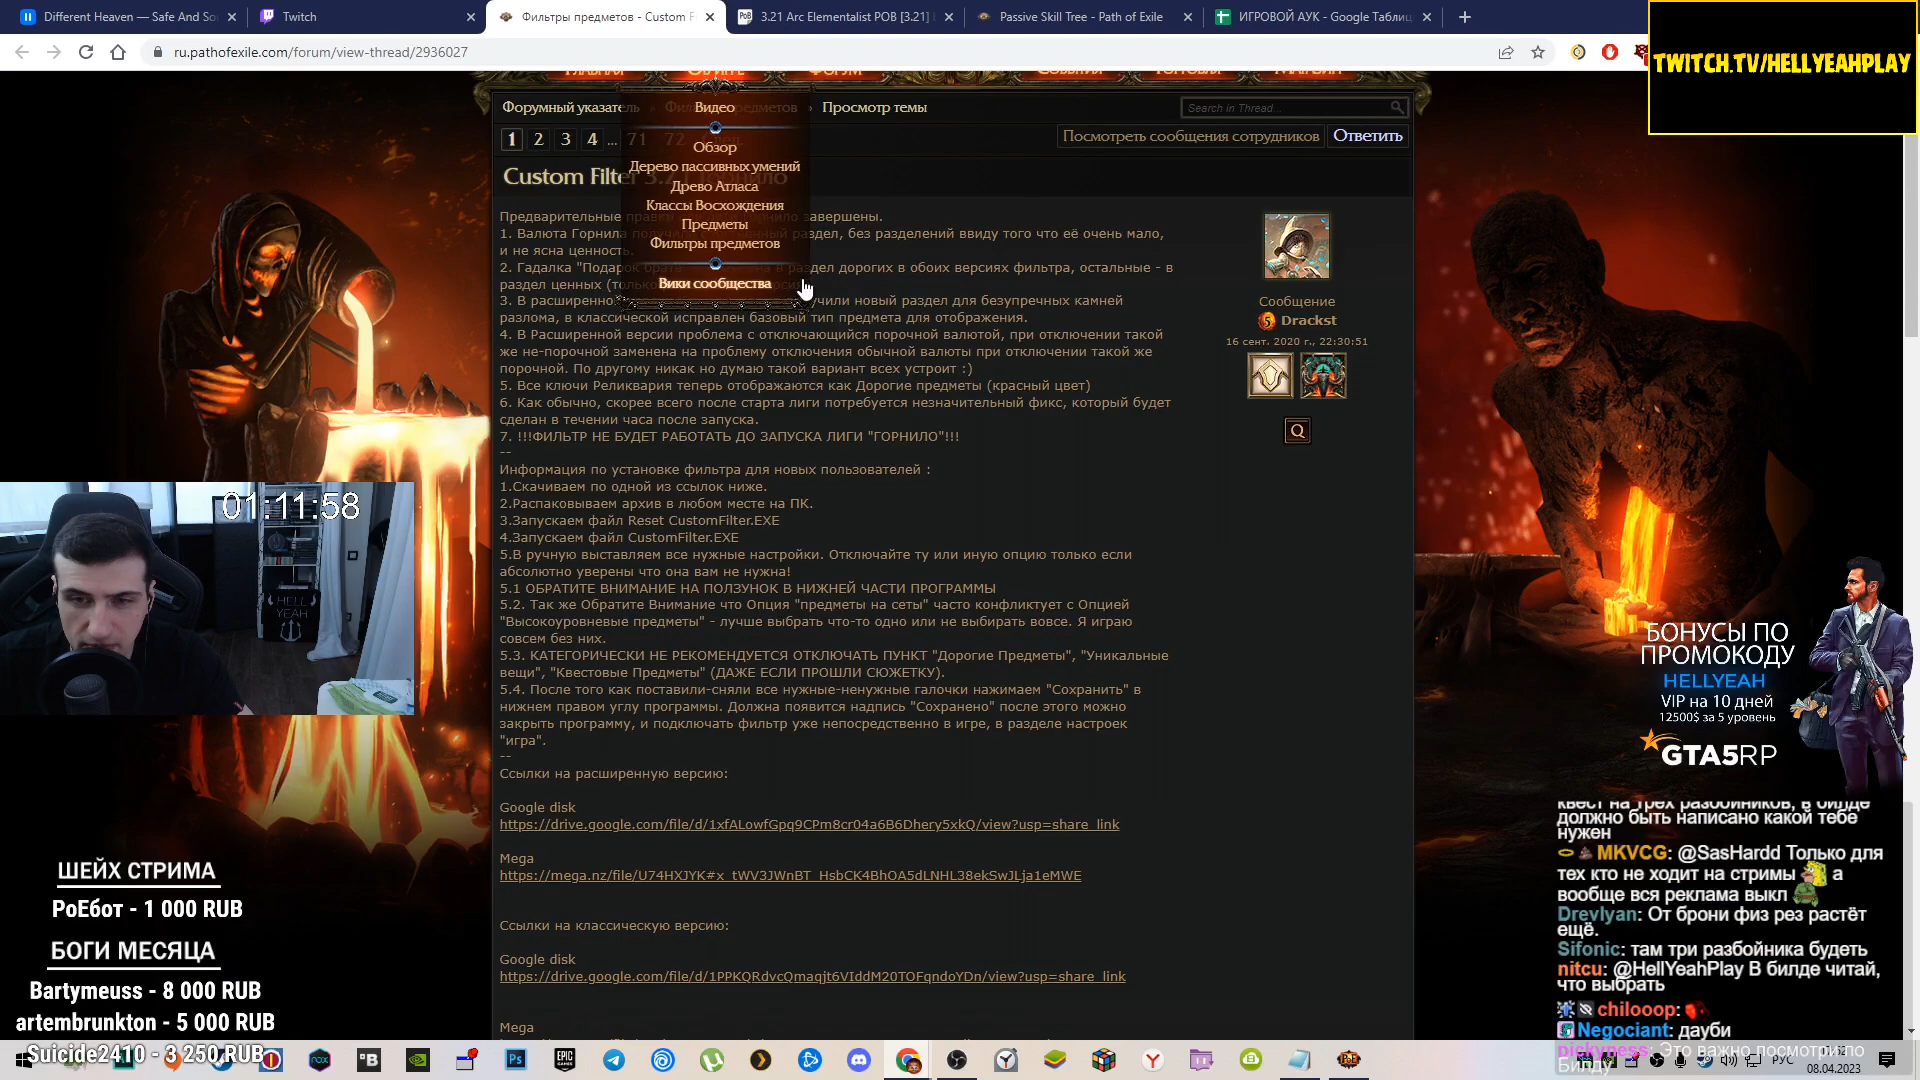 Different Heaven — Safe And So
Twitch
Фильтры предметов - Custom F
3.21 Arc Elementalist POB [3.21]
Passive Skill Tree - Path of Exile
ИГРОВОЙ АУК - Google Таблиц
ru.pathofexile.com/forum/view-thread/2936027
TWITCH.TV/HELLYEAHPLAY
Форумный указатель
Просмотр темы
Search in Thread...
1 2 3 4 ... 71 72
Посмотреть сообщения сотрудников
Ответить
Видео
Обзор
Дерево пассивных умений
Древо Атласа
Классы Восхождения
Предметы
Фильтры предметов
Вики сообщества
Custom Filter
Предварительные завершены.
1. Валюта Горнила раздел, без разделений ввиду того что её очень мало,
и не ясна ценность.
2. Гадалка "Подарок брата" в раздел дорогих в обоих версиях фильтра, остальные - в
раздел ценных
3. В расширенной новый раздел для безупречных камней
разлома, в классической исправлен базовый тип предмета для отображения.
4. В Расширенной версии проблема с отключающийся порочной валютой, при отключении такой
же не-порочной заменена на проблему отключения обычной валюты при отключении такой же
порочной. По другому никак но думаю такой вариант всех устроит :)
5. Все ключи Реликвария теперь отображаются как Дорогие предметы (красный цвет)
6. Как обычно, скорее всего после старта лиги потребуется незначительный фикс, который будет
сделан в течении часа после запуска.
7. !!!ФИЛЬТР НЕ БУДЕТ РАБОТАТЬ ДО ЗАПУСКА ЛИГИ "ГОРНИЛО"!!!
--
Информация по установке фильтра для новых пользователей :
1.Скачиваем по одной из ссылок ниже.
2.Распаковываем архив в любом месте на ПК.
3.Запускаем файл Reset CustomFilter.EXE
4.Запускаем файл CustomFilter.EXE
5.В ручную выставляем все нужные настройки. Отключайте ту или иную опцию только если
абсолютно уверены что она вам не нужна!
5.1 ОБРАТИТЕ ВНИМАНИЕ НА ПОЛЗУНОК В НИЖНЕЙ ЧАСТИ ПРОГРАММЫ
5.2. Так же Обратите Внимание что Опция "предметы на сеты" часто конфликтует с Опцией
"Высокоуровневые предметы" - лучше выбрать что-то одно или не выбирать вовсе. Я играю
совсем без них.
5.3. КАТЕГОРИЧЕСКИ НЕ РЕКОМЕНДУЕТСЯ ОТКЛЮЧАТЬ ПУНКТ "Дорогие Предметы", "Уникальные
вещи", "Квестовые Предметы" (ДАЖЕ ЕСЛИ ПРОШЛИ СЮЖЕТКУ).
5.4. После того как поставили-сняли все нужные-ненужные галочки нажимаем "Сохранить" в
нижнем правом углу программы. Должна появится надпись "Сохранено" после этого можно
закрыть программу, и подключать фильтр уже непосредственно в игре, в разделе настроек
"игра".
--
Ссылки на расширенную версию:
Google disk
https://drive.google.com/file/d/1xfALowfGpq9CPm8cr04a6B6Dhery5xkQ/view?usp=share_link
Mega
https://mega.nz/file/U74HXJYK#x_tWV3JWnBT_HsbCK4BhOA5dLNHL38ekSwJLja1eMWE
Ссылки на классическую версию:
Google disk
https://drive.google.com/file/d/1PPKQRdvcQmaqjt6VIddM20TOFqndoYDn/view?usp=share_link
Mega
Сообщение
Drackst
16 сент. 2020 г., 22:30:51
01:11:58
HELL
YEAH
ШЕЙХ СТРИМА
PoEбот - 1 000 RUB
БОГИ МЕСЯЦА
Bartymeuss - 8 000 RUB
artembrunkton - 5 000 RUB
Suicide2410 - 3 250 RUB
БОНУСЫ ПО
ПРОМОКОДУ
HELLYEAH
VIP на 10 дней
12500$ за 5 уровень
GTA5RP
квест на трех разбойников, в билде
должно быть написано какой тебе
нужен
MKVCG: @SasHardd Только для
тех кто не ходит на стримы а
вообще вся реклама выкл
Drevlyan: От брони физ рез растёт
ещё.
Sifonic: там три разбойника будеть
nitcu: @HellYeahPlay В билде читай,
что выбрать
chilooop:
Negociant: дауби
pickyness: Это важно посмотри по
Билду
РУС
08.04.2023